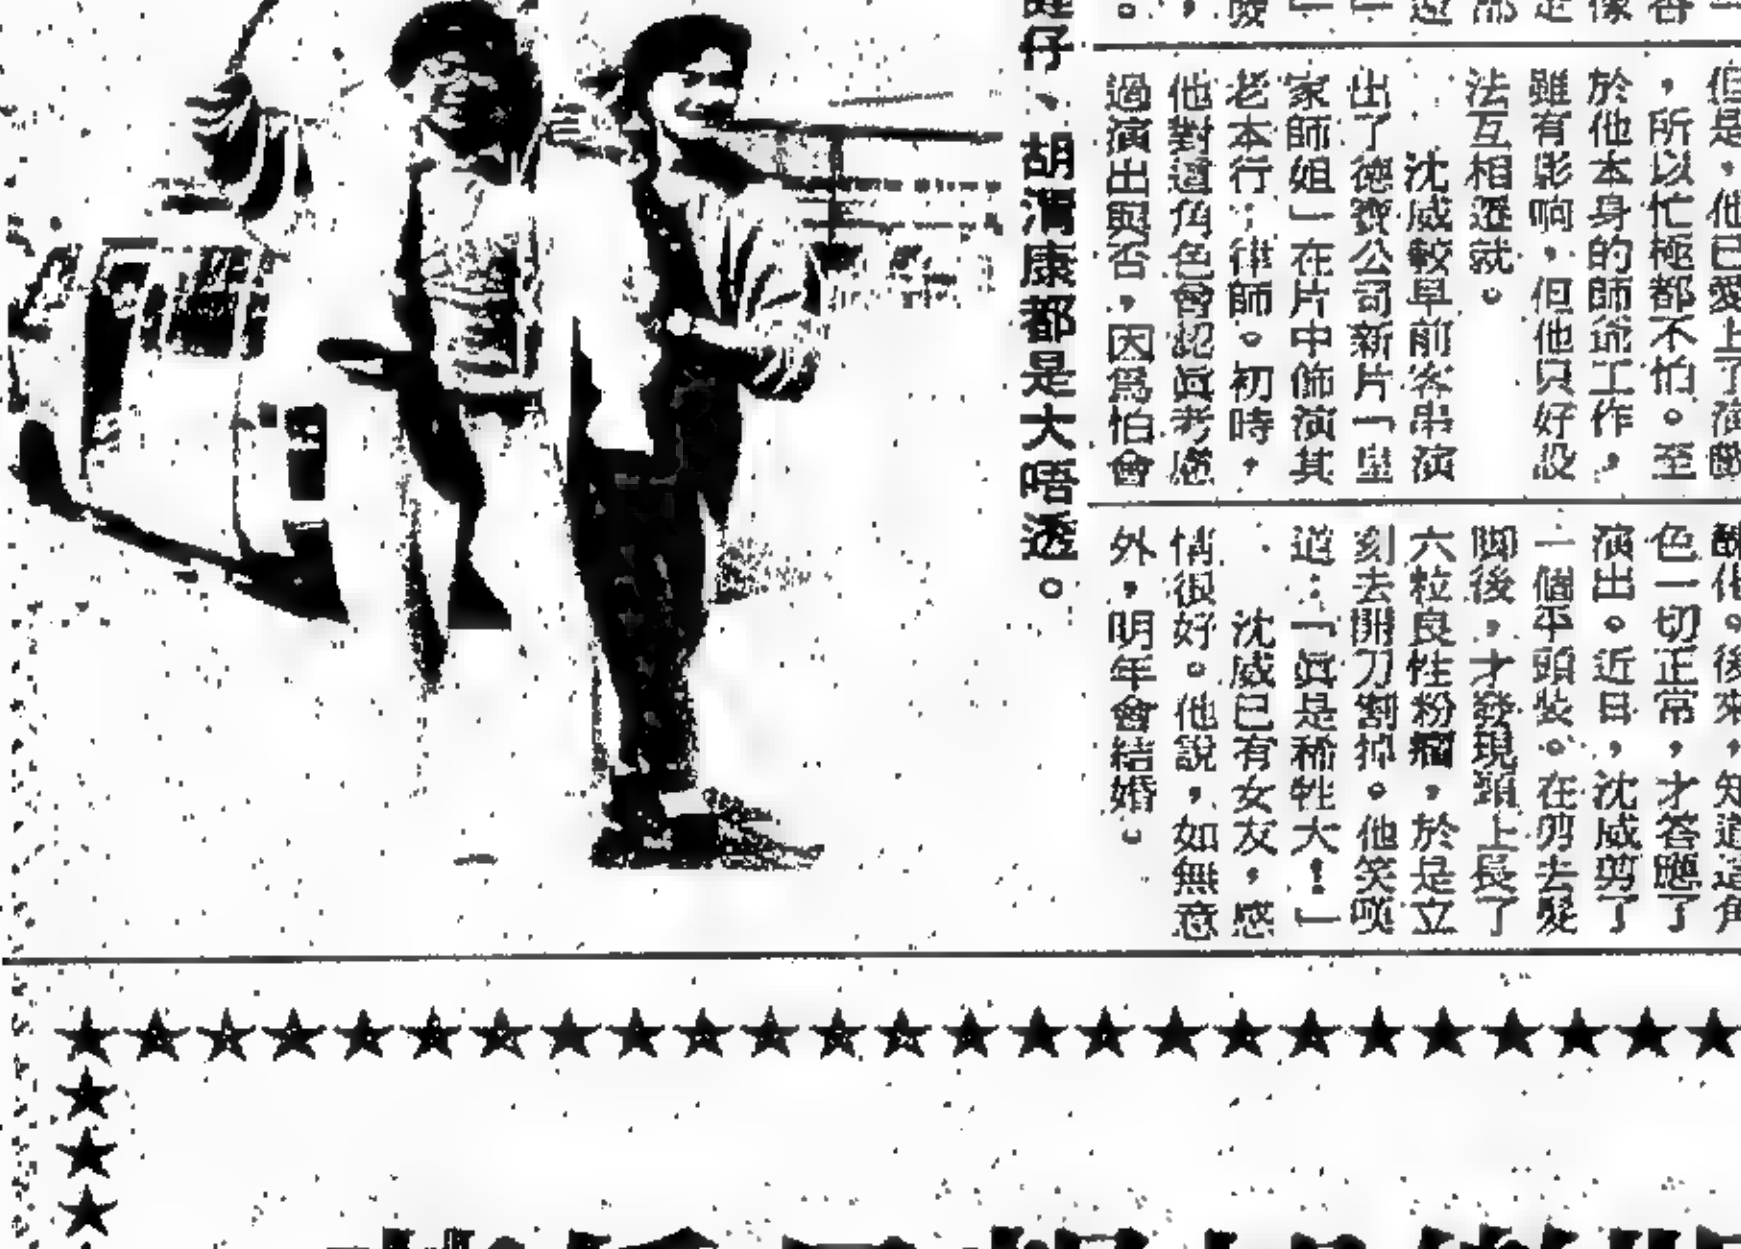 但是，他已愛上了演戲
，所以忙極都不怕。至
於他本身的師爺工作，
雖有影响，但他只好設
法互相遷就。
沈威較早前客串演
出了德寶公司新片「皇
家師姐」在片中飾演其
老本行：律師。初時，
他對這角色會認眞考慮
過演出與否，因爲怕會
醜化。後來，知道這角
色一切正常，才答應了
演出。近日，沈威剪了
一個平頭裝。在剪去髮
脚後，才發現頸上長了
六粒良性粉瘤，於是立
刻去開刀割掉。他笑嘆
道：「眞是稀牲大！」
沈威已有女友，感
情很好。他說，如無意
外，明年會結婚。
仔、胡渭康都是大唔透。